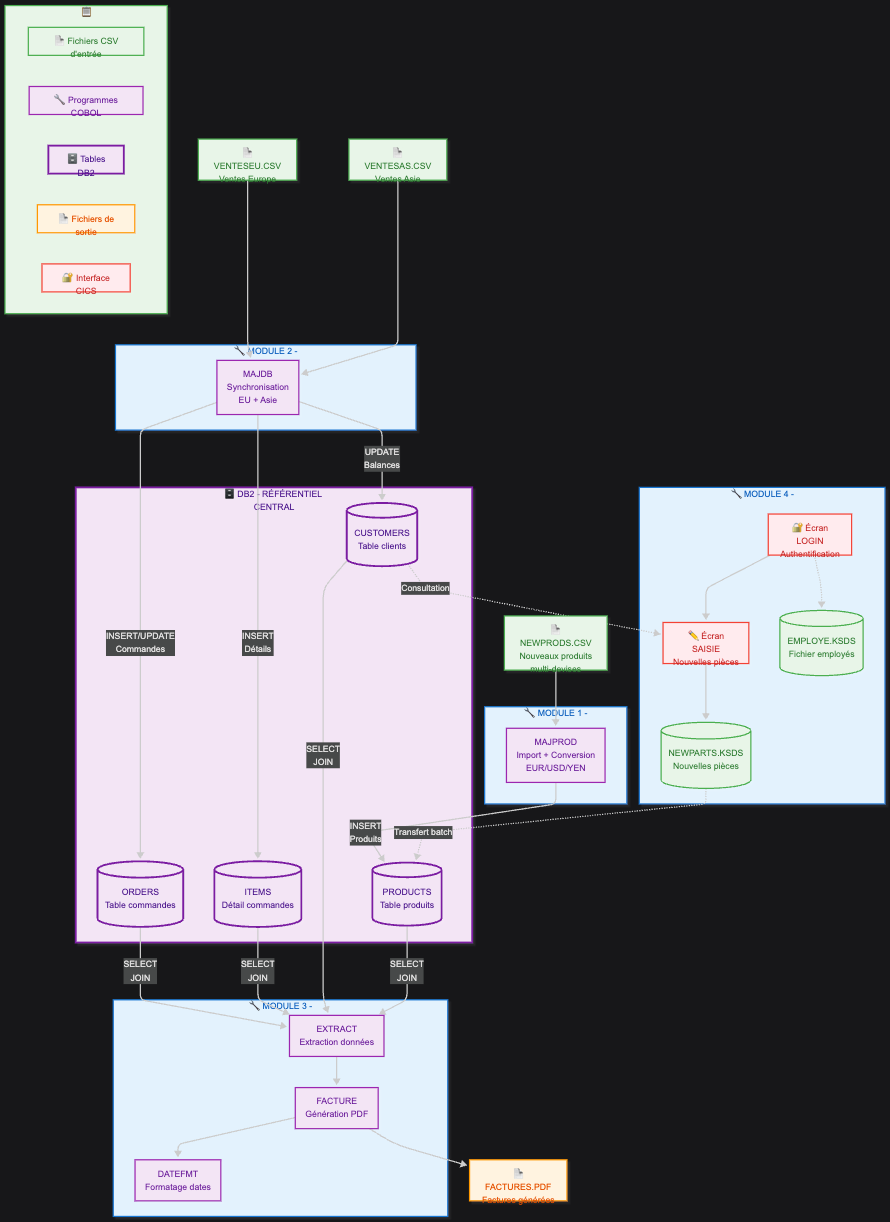 Fichiers CSV
d'entrée
Programmes
COBOL
Tables
DB2
Fichiers de
sortie
Interface
CICS
VENTESEU.CSV
Ventes Europe
VENTESAS.CSV
Ventes Asie
MODULE 2 -
MAJDB
Synchronisation
EU + Asie
UPDATE
Balances
DB2 - RÉFÉRENTIEL
CENTRAL
CUSTOMERS
Table clients
Consultation
MODULE 4 -
Écran
LOGIN
Authentification
Écran
SAISIE
Nouvelles pièces
EMPLOYE.KSDS
Fichier employés
NEWPARTS.KSDS
Nouvelles pièces
NEWPRODS.CSV
Nouveaux produits
multi-devises
MODULE 1 -
MAJPROD
Import + Conversion
EUR/USD/YEN
INSERT/UPDATE
Commandes
INSERT
Détails
SELECT
JOIN
INSERT
Produits
Transfert batch
ORDERS
Table commandes
ITEMS
Détail commandes
PRODUCTS
Table produits
SELECT
JOIN
SELECT
JOIN
SELECT
JOIN
MODULE 3 -
EXTRACT
Extraction données
FACTURE
Génération PDF
DATEFMT
Formatage dates
FACTURES.PDF
Factures générées